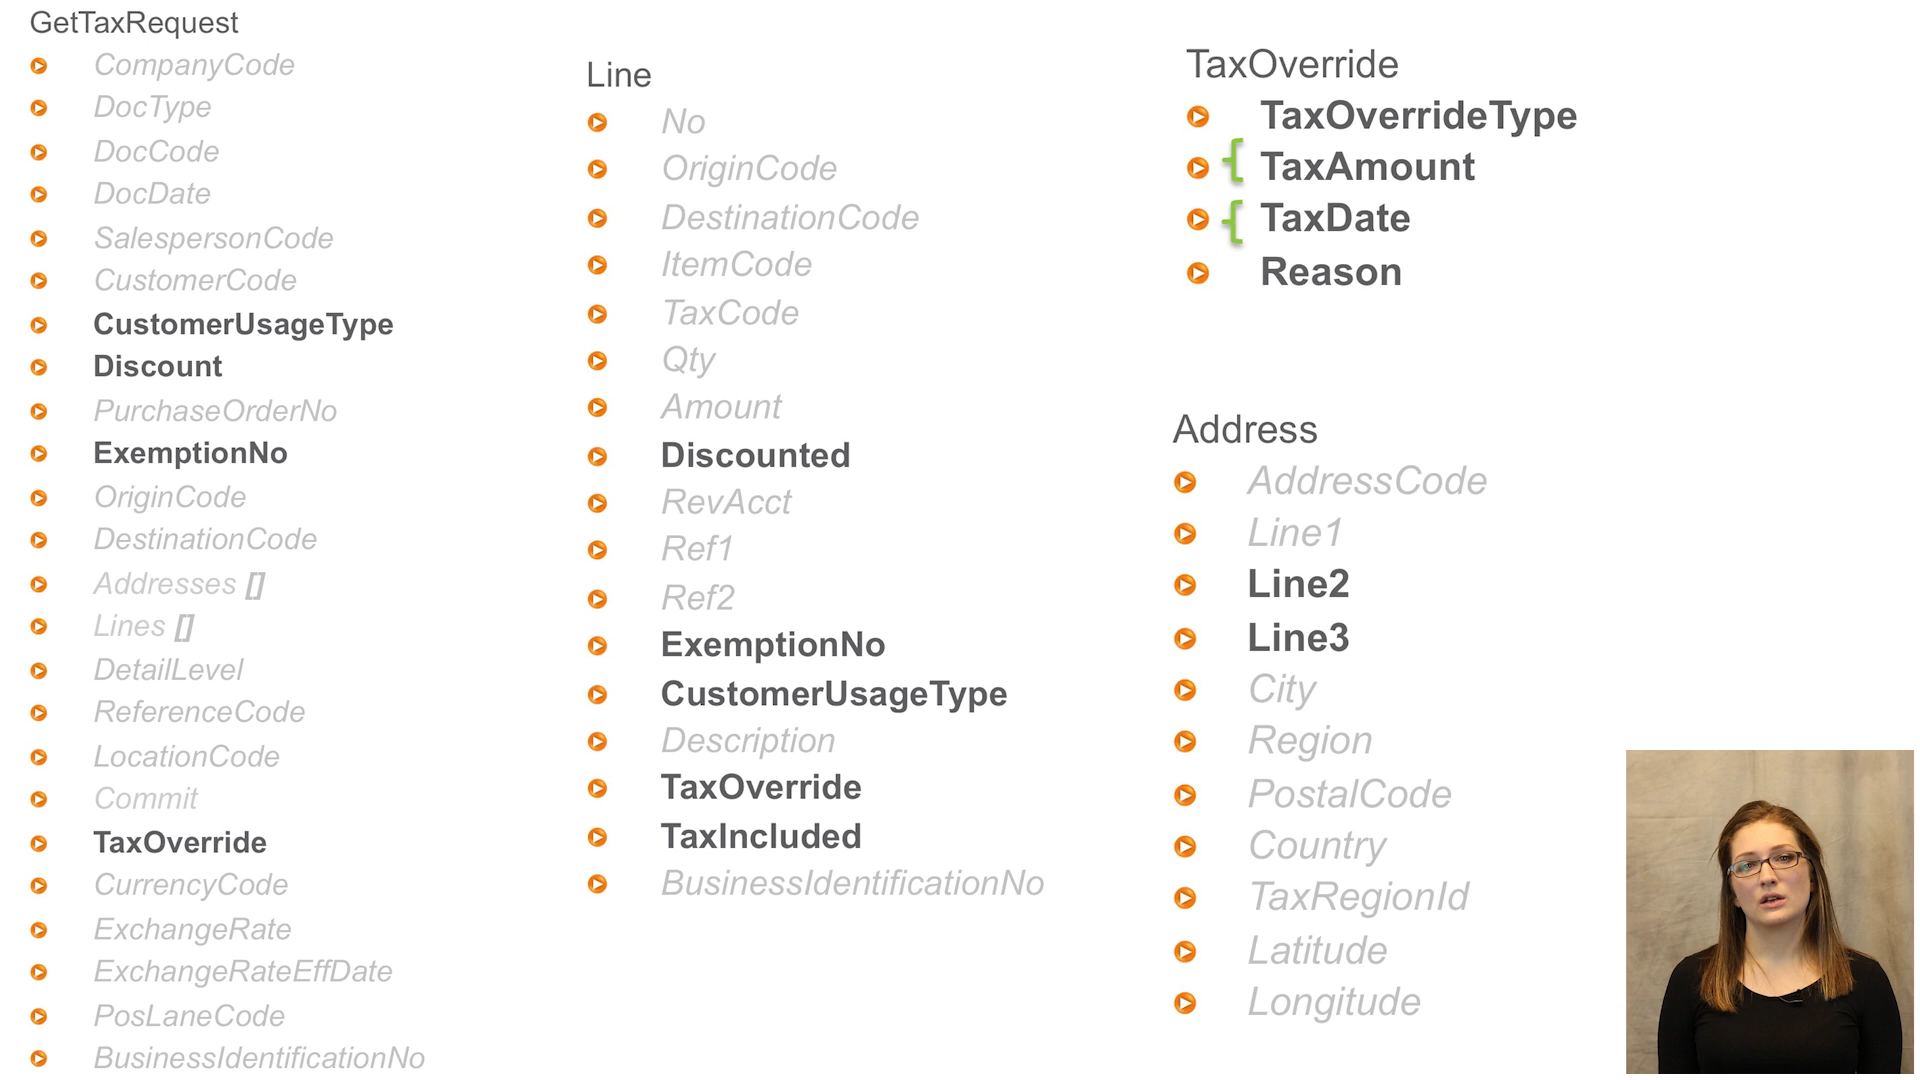 GetTaxRequest
CompanyCode
DocType
DocCode
DocDate
SalespersonCode
CustomerCode
CustomerUsageType
Discount
PurchaseOrderNo
ExemptionNo
OriginCode
DestinationCode
Addresses []
Lines []
DetailLevel
ReferenceCode
LocationCode
Commit
TaxOverride
CurrencyCode
ExchangeRate
ExchangeRateEffDate
PosLaneCode
BusinessIdentificationNo
Line
No
OriginCode
DestinationCode
ItemCode
TaxCode
Qty
Amount
Discounted
RevAcct
Ref1
Ref2
ExemptionNo
CustomerUsageType
Description
TaxOverride
TaxIncluded
BusinessIdentificationNo
TaxOverride
TaxOverrideType
{ TaxAmount
{ TaxDate
Reason
Address
AddressCode
Line1
Line2
Line3
City
Region
PostalCode
Country
TaxRegionId
Latitude
Longitude